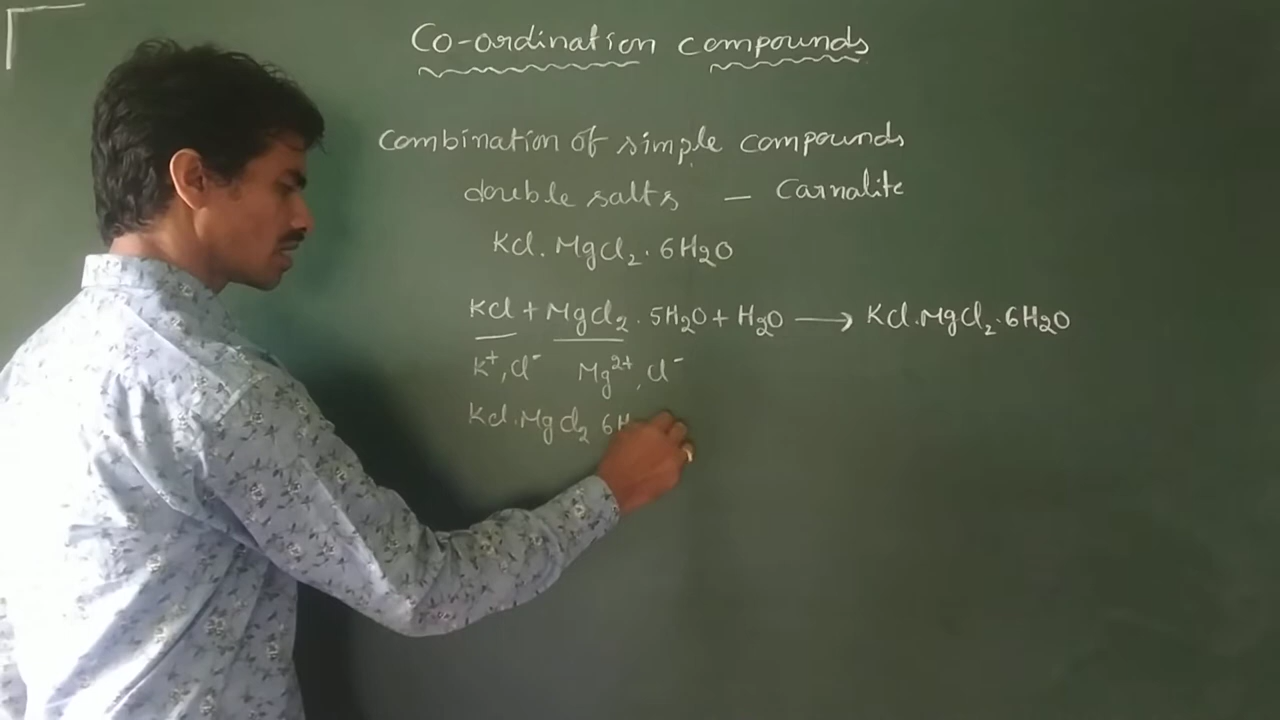 Co-ordination compounds
combination of simple compounds
double salts — Carnalite
KCl.MgCl₂.6H₂O
KCl + MgCl₂.5H₂O + H₂O ⟶ KCl.MgCl₂.6H₂O
K⁺,Cl⁻ Mg²⁺,Cl⁻
KCl.MgCl₂ 6H